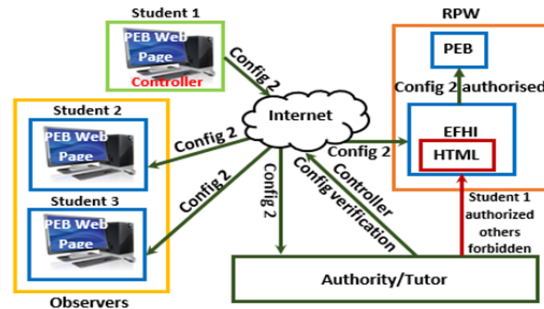 Student 1
PEB Web
Page
Controller
Config 2
RPW
PEB
Config 2 authorised
EFHI
HTML
Internet
Config 2
Student 2
PEB Web
Page
Config 2
Student 3
PEB Web
Page
Config 2
Observers
Config 2
Controller
Config verification
Student 1
authorized
others
forbidden
Authority/Tutor